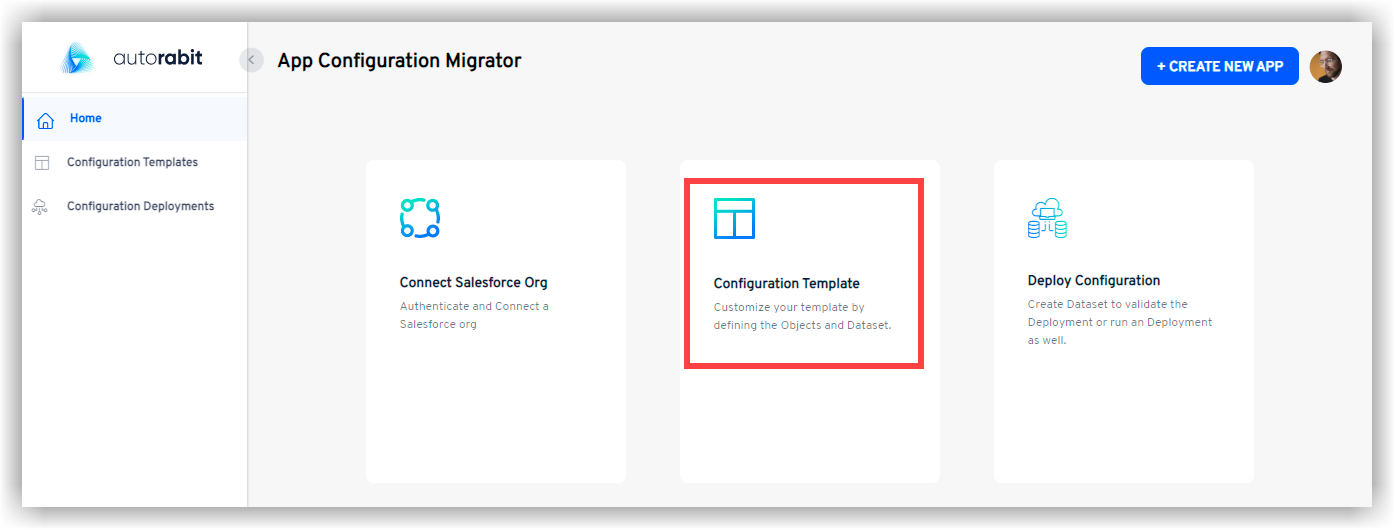 autorabit
App Configuration Migrator
+ CREATE NEW APP
Home
Configuration Templates
Configuration Deployments
Connect Salesforce Org
Authenticate and Connect a
Salesforce org
Configuration Template
Customize your template by
defining the Objects and Dataset.
Deploy Configuration
Create Dataset to validate the
Deployment or run an Deployment
as well.